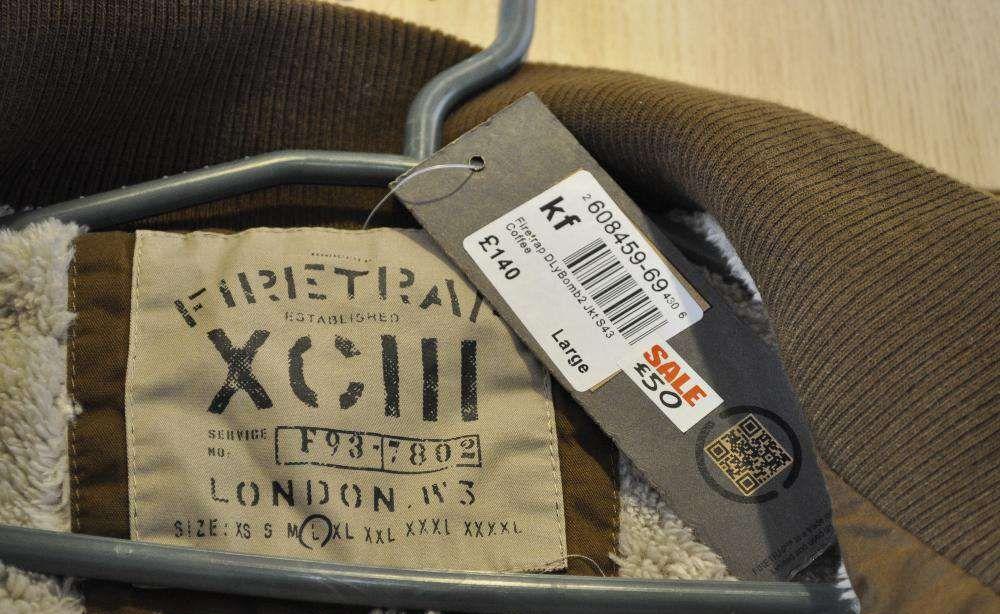 FIRETRAP
ESTABLISHED
XCIII
SERVICE NO: F93-7802
LONDON.W3
SIZE: XS S M L XL XXL XXXL XXXXL
kf
2 608459-69 430 6
Firetrap DLyBomb2 Jkt S43
Coffee
£140
Large
SALE
£50